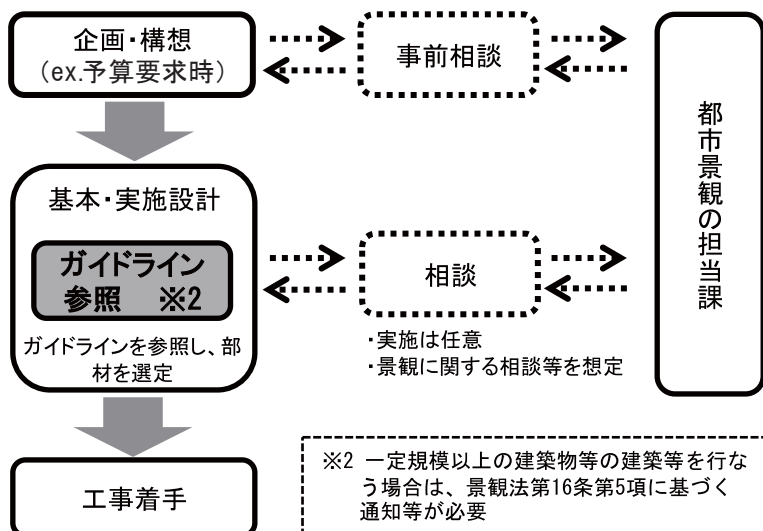 企画・構想
（ex.予算要求時）
事前相談
都市景観の担当課
基本・実施設計
ガイドライン
参照　※2
ガイドラインを参照し、部
材を選定
相談
・実施は任意
・景観に関する相談等を想定
工事着手
※2 一定規模以上の建築物等の建築等を行な
う場合は、景観法第16条第5項に基づく
通知等が必要